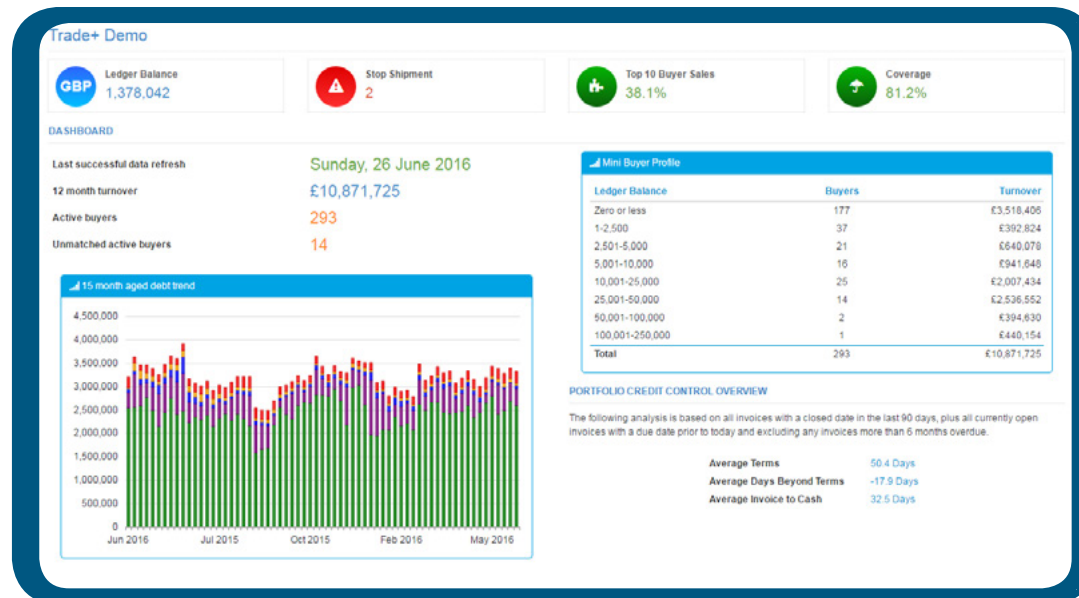 Trade+ Demo
GBP
Ledger Balance
1,378,042
Stop Shipment
2
Top 10 Buyer Sales
38.1%
Coverage
81.2%
DASHBOARD
Last successful data refresh Sunday, 26 June 2016
12 month turnover £10,871,725
Active buyers 293
Unmatched active buyers 14
15 month aged debt trend
4,500,000
4,000,000
3,500,000
3,000,000
2,500,000
2,000,000
1,500,000
1,000,000
500,000
0
Jun 2016 Jul 2015 Oct 2015 Feb 2016 May 2016
Mini Buyer Profile
Ledger Balance Buyers Turnover
Zero or less 177 £3,518,406
1-2,500 37 £392,824
2,501-5,000 21 £640,078
5,001-10,000 16 £941,648
10,001-25,000 25 £2,007,434
25,001-50,000 14 £2,536,552
50,001-100,000 2 £394,630
100,001-250,000 1 £440,154
Total 293 £10,871,725
PORTFOLIO CREDIT CONTROL OVERVIEW
The following analysis is based on all invoices with a closed date in the last 90 days, plus all currently open
invoices with a due date prior to today and excluding any invoices more than 6 months overdue.
Average Terms 50.4 Days
Average Days Beyond Terms -17.9 Days
Average Invoice to Cash 32.5 Days